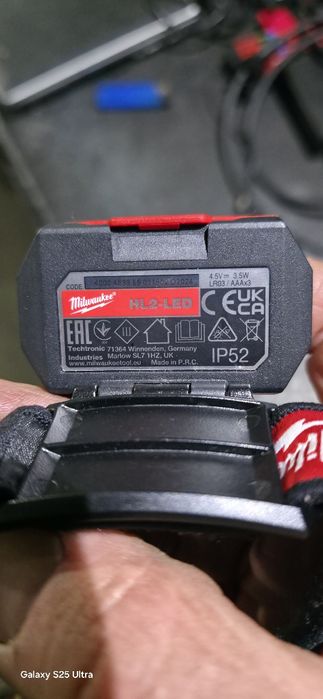 CODE
4.5V⎓ 3.5W
LR03 / AAAx3
Milwaukee
HL2-LED
CE UK CA
EAC
Techtronic 71364 Winnenden, Germany
Industries Marlow SL7 1HZ, UK
www.milwaukeetool.eu Made in P.R.C.
IP52
Milw
Galaxy S25 Ultra